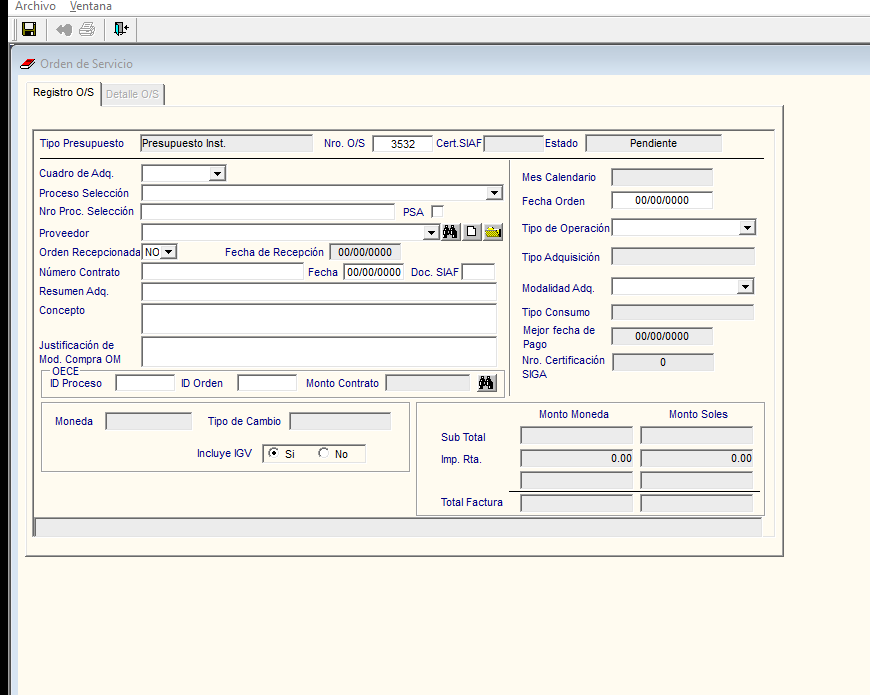 Archivo Ventana
Orden de Servicio
Registro O/S Detalle O/S
Tipo Presupuesto Presupuesto Inst. Nro. O/S 3532 Cert.SIAF Estado Pendiente
Cuadro de Adq.
Mes Calendario
Proceso Selección
Fecha Orden 00/00/0000
Nro Proc. Selección PSA
Proveedor
Tipo de Operación
Orden Recepcionada NO Fecha de Recepción 00/00/0000
Tipo Adquisición
Número Contrato Fecha 00/00/0000 Doc. SIAF
Resumen Adq.
Modalidad Adq.
Concepto
Tipo Consumo
Mejor fecha de
Pago
00/00/0000
Justificación de
Mod. Compra OM
Nro. Certificación
SIGA
0
OECE
ID Proceso ID Orden Monto Contrato
Moneda Tipo de Cambio
Incluye IGV Si No
Monto Moneda Monto Soles
Sub Total
Imp. Rta. 0.00 0.00
Total Factura